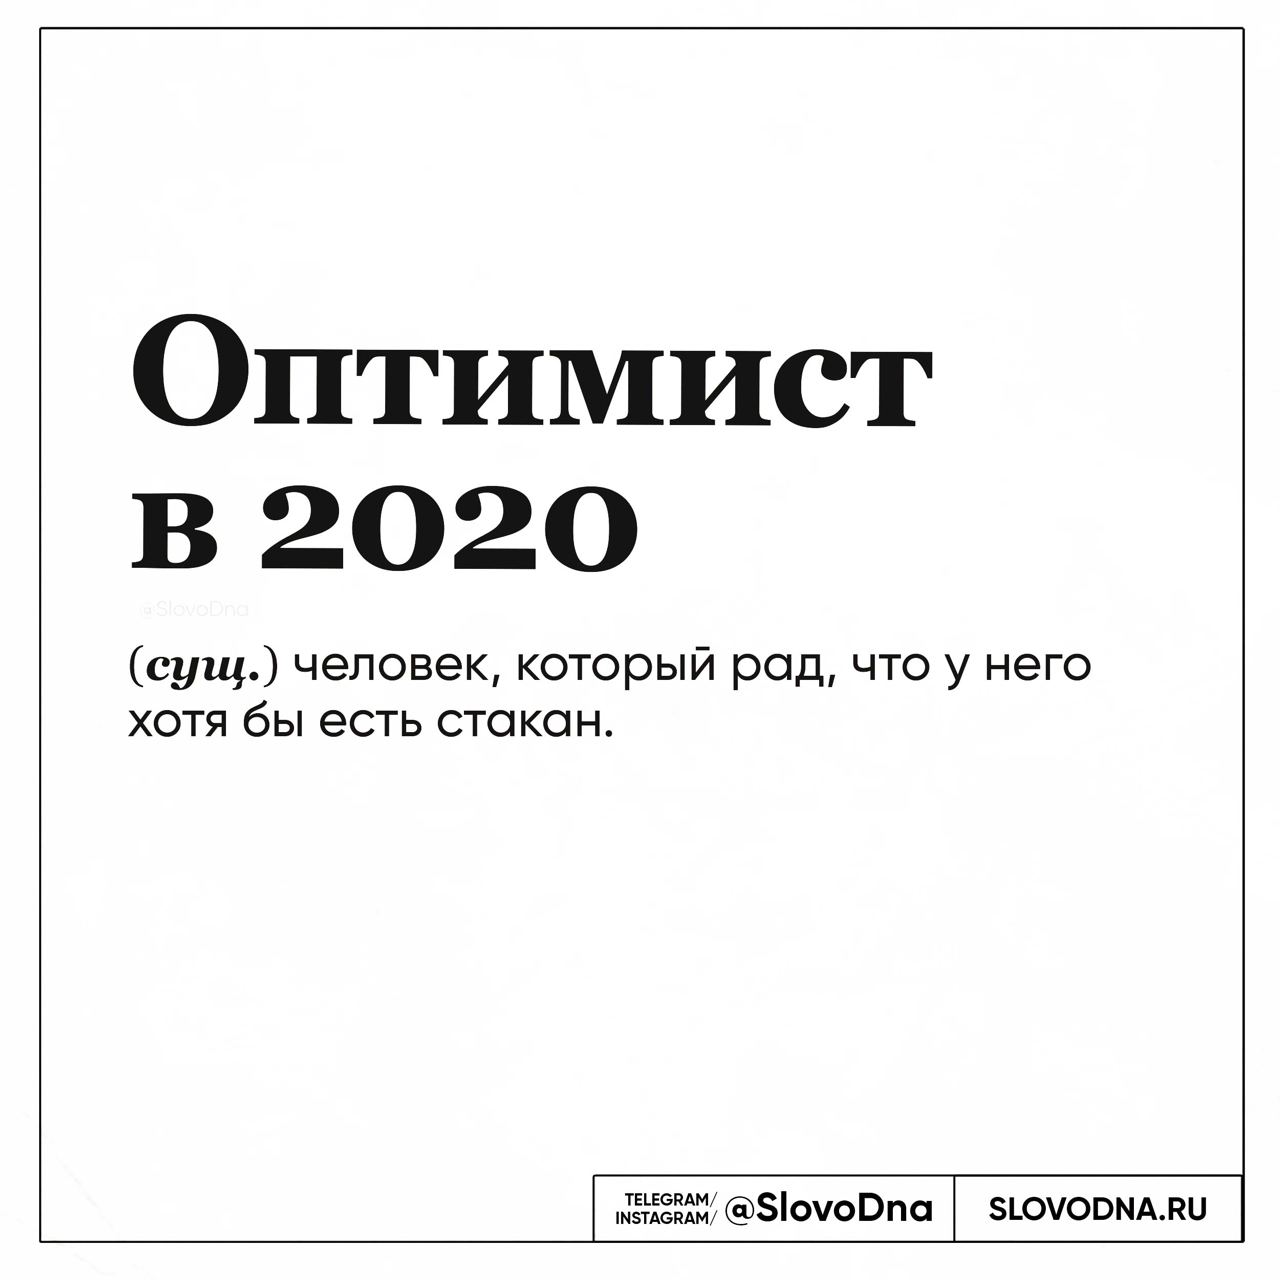 Оптимист
в 2020
@SlovoDna
(сущ.) человек, который рад, что у него
хотя бы есть стакан.
TELEGRAM/
INSTAGRAM/
@SlovoDna
SLOVODNA.RU